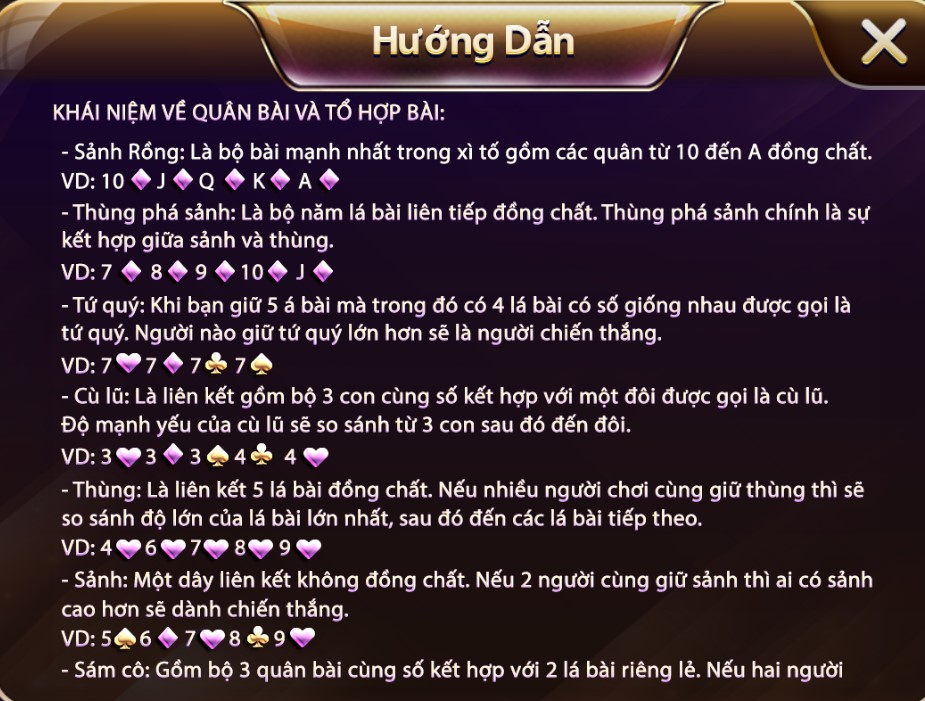 Hướng Dẫn
KHÁI NIỆM VỀ QUÂN BÀI VÀ TỔ HỢP BÀI:
- Sảnh Rồng: Là bộ bài mạnh nhất trong xì tố gồm các quân từ 10 đến A đồng chất.
VD: 10 ♦ J ♦ Q ♦ K ♦ A ♦
- Thùng phá sảnh: Là bộ năm lá bài liên tiếp đồng chất. Thùng phá sảnh chính là sự
kết hợp giữa sảnh và thùng.
VD: 7 ♦ 8 ♦ 9 ♦ 10 ♦ J ♦
- Tứ quý: Khi bạn giữ 5 á bài mà trong đó có 4 lá bài có số giống nhau được gọi là
tứ quý. Người nào giữ tứ quý lớn hơn sẽ là người chiến thắng.
VD: 7 ♥ 7 ♦ 7 ♣ 7 ♠
- Cù lũ: Là liên kết gồm bộ 3 con cùng số kết hợp với một đôi được gọi là cù lũ.
Độ mạnh yếu của cù lũ sẽ so sánh từ 3 con sau đó đến đôi.
VD: 3 ♥ 3 ♦ 3 ♠ 4 ♣ 4 ♥
- Thùng: Là liên kết 5 lá bài đồng chất. Nếu nhiều người chơi cùng giữ thùng thì sẽ
so sánh độ lớn của lá bài lớn nhất, sau đó đến các lá bài tiếp theo.
VD: 4 ♥ 6 ♥ 7 ♥ 8 ♥ 9 ♥
- Sảnh: Một dây liên kết không đồng chất. Nếu 2 người cùng giữ sảnh thì ai có sảnh
cao hơn sẽ dành chiến thắng.
VD: 5 ♠ 6 ♦ 7 ♥ 8 ♣ 9 ♥
- Sám cô: Gồm bộ 3 quân bài cùng số kết hợp với 2 lá bài riêng lẻ. Nếu hai người